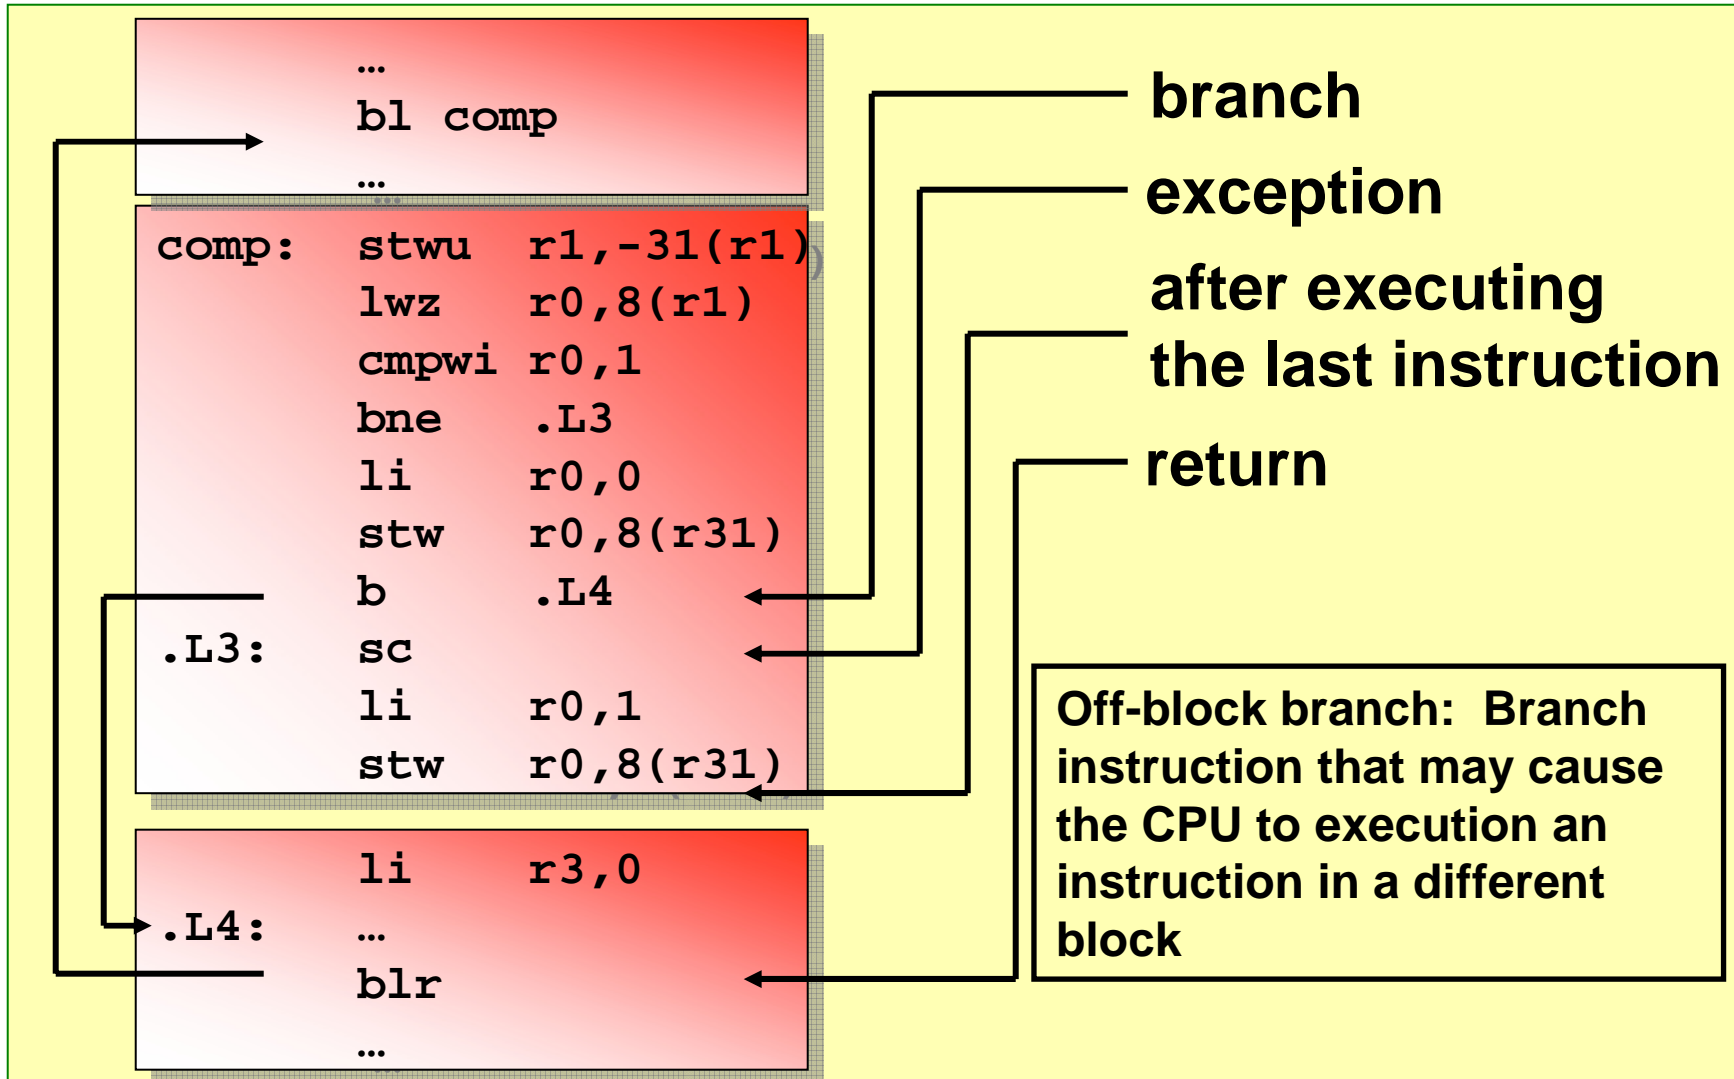 …
bl comp
…
comp: stwu r1,-31(r1)
lwz r0,8(r1)
cmpwi r0,1
bne .L3
li r0,0
stw r0,8(r31)
b .L4
.L3: sc
li r0,1
stw r0,8(r31)
li r3,0
.L4: …
blr
…
branch
exception
after executing
the last instruction
return
Off-block branch: Branch
instruction that may cause
the CPU to execution an
instruction in a different
block